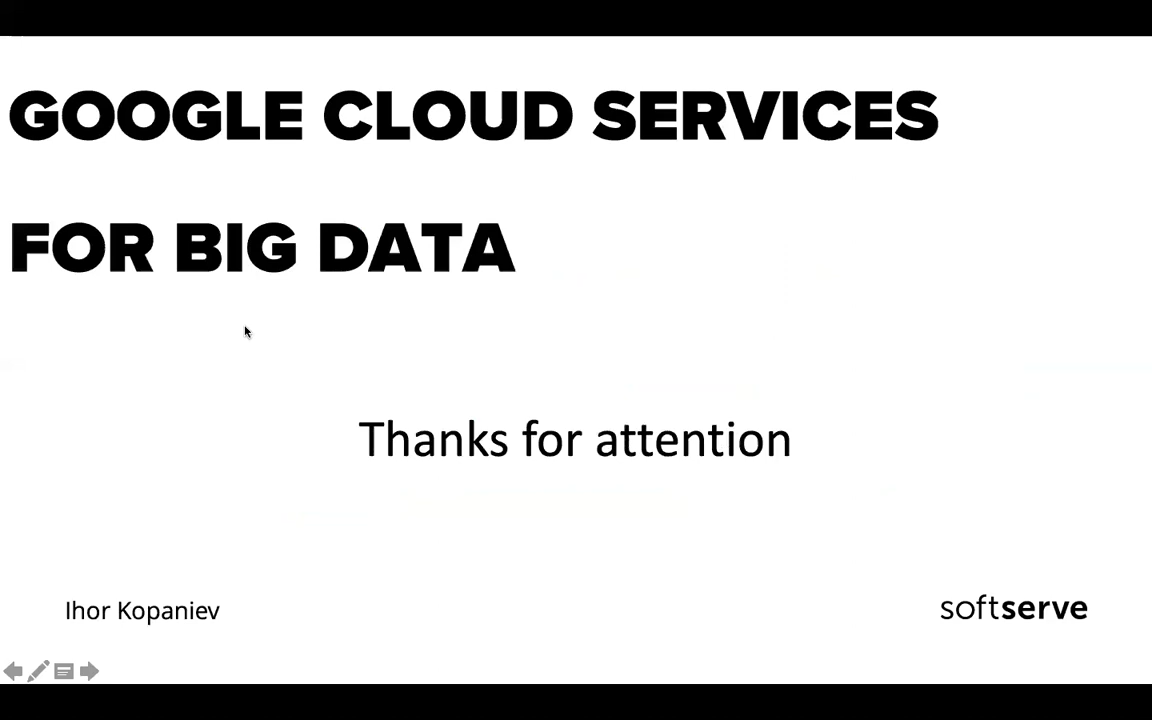 GOOGLE CLOUD SERVICES
FOR BIG DATA
Thanks for attention
Ihor Kopaniev
softserve